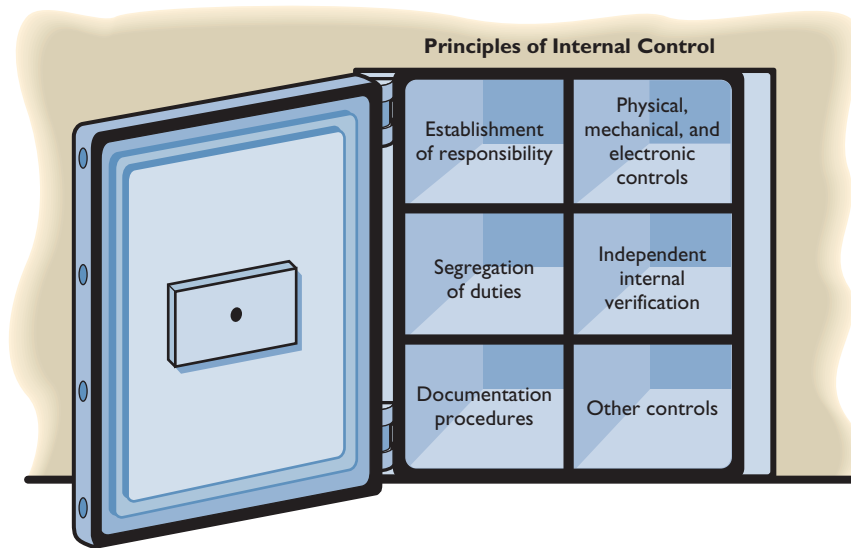 Principles of Internal Control
Establishment
of responsibility
Physical,
mechanical, and
electronic
controls
Segregation
of duties
Independent
internal
verification
Documentation
procedures
Other controls